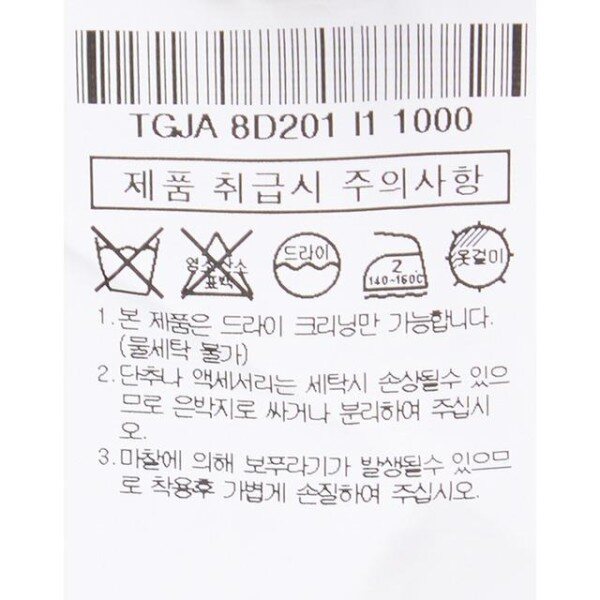 TGJA 8D201 I1 1000
제품 취급시 주의사항
염소산소 드라이 2 옷걸이
표백 140~160℃
1. 본 제품은 드라이 크리닝만 가능합니다.
(물세탁 불가)
2. 단추나 액세서리는 세탁시 손상될수 있으
므로 은박지로 싸거나 분리하여 주십시
오.
3. 마찰에 의해 보푸라기가 발생될수 있으므
로 착용후 가볍게 손질하여 주십시오.